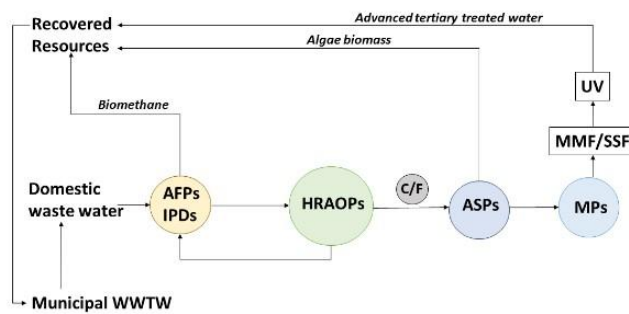 Advanced tertiary treated water
Recovered
Resources
Algae biomass
UV
Biomethane
MMF/SSF
Domestic
waste water
AFPs
IPDs
HRAOPs
C/F
ASPs
MPs
Municipal WWTW